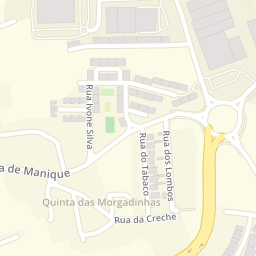 Rua Ivone Silva
Rua do Tabaco
Rua dos Lombos
a de Manique
Quinta das Morgadinhas
Rua da Creche